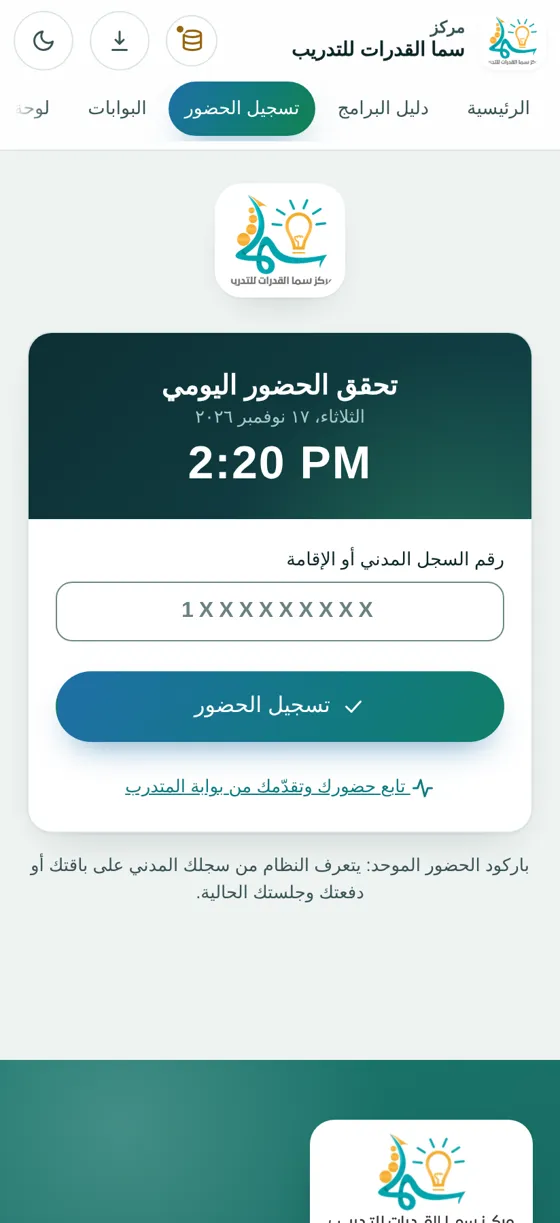 مركز
سما القدرات للتدريب
الرئيسية
دليل البرامج
تسجيل الحضور
البوابات
مركز سما القدرات للتدريب
تحقق الحضور اليومي
الثلاثاء، ١٧ نوفمبر ٢٠٢٦
2:20 PM
رقم السجل المدني أو الإقامة
1XXXXXXXXX
تسجيل الحضور
تابع حضورك وتقدّمك من بوابة المتدرب
باركود الحضور الموحد: يتعرف النظام من سجلك المدني على باقتك أو
دفعتك وجلستك الحالية.